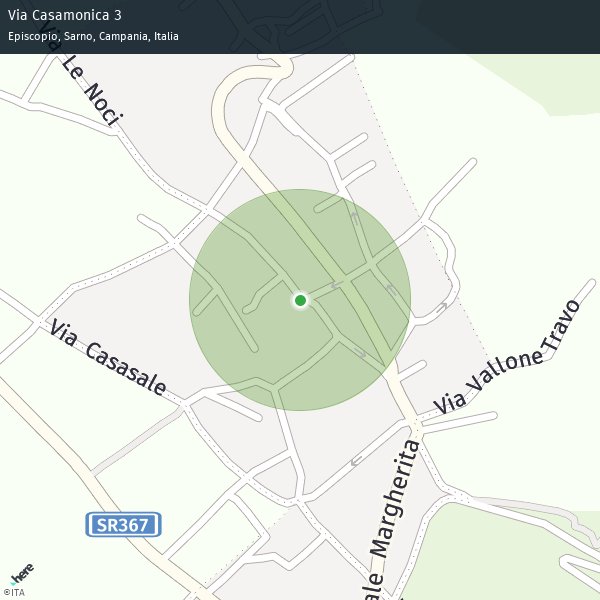 Via Casamonica 3
Episcopio, Sarno, Campania, Italia
Via Le Noci
Via Casasale
Via Vallone Travo
ale Margherita
SR367
here
©ITA